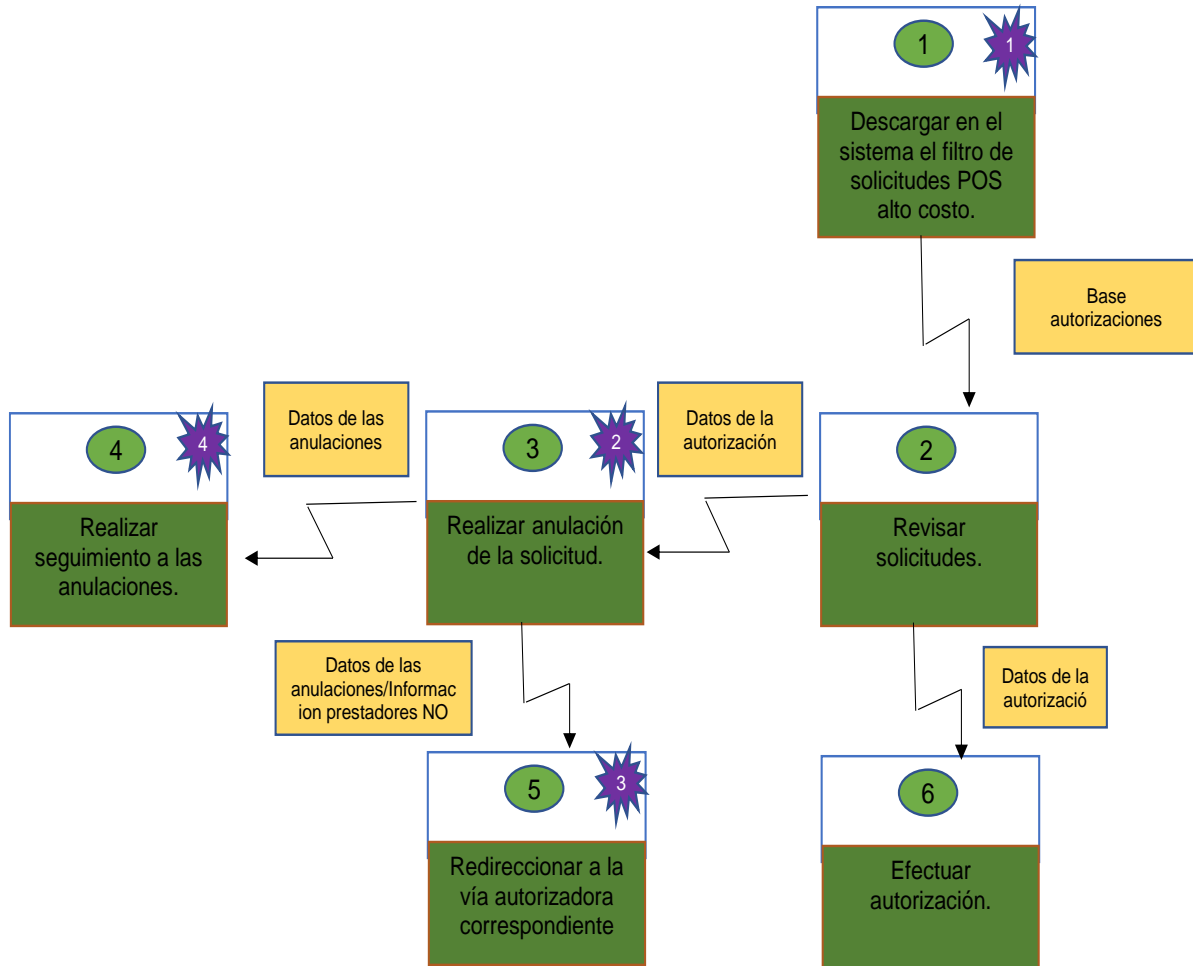 1
1
Descargar en el
sistema el filtro de
solicitudes POS
alto costo.
Base
autorizaciones
4
4
Realizar
seguimiento a las
anulaciones.
Datos de las
anulaciones
3
2
Realizar anulación
de la solicitud.
Datos de la
autorización
2
Revisar
solicitudes.
Datos de las
anulaciones/Informac
ion prestadores NO
Datos de la
autorizació
5
3
Redireccionar a la
vía autorizadora
correspondiente
6
Efectuar
autorización.